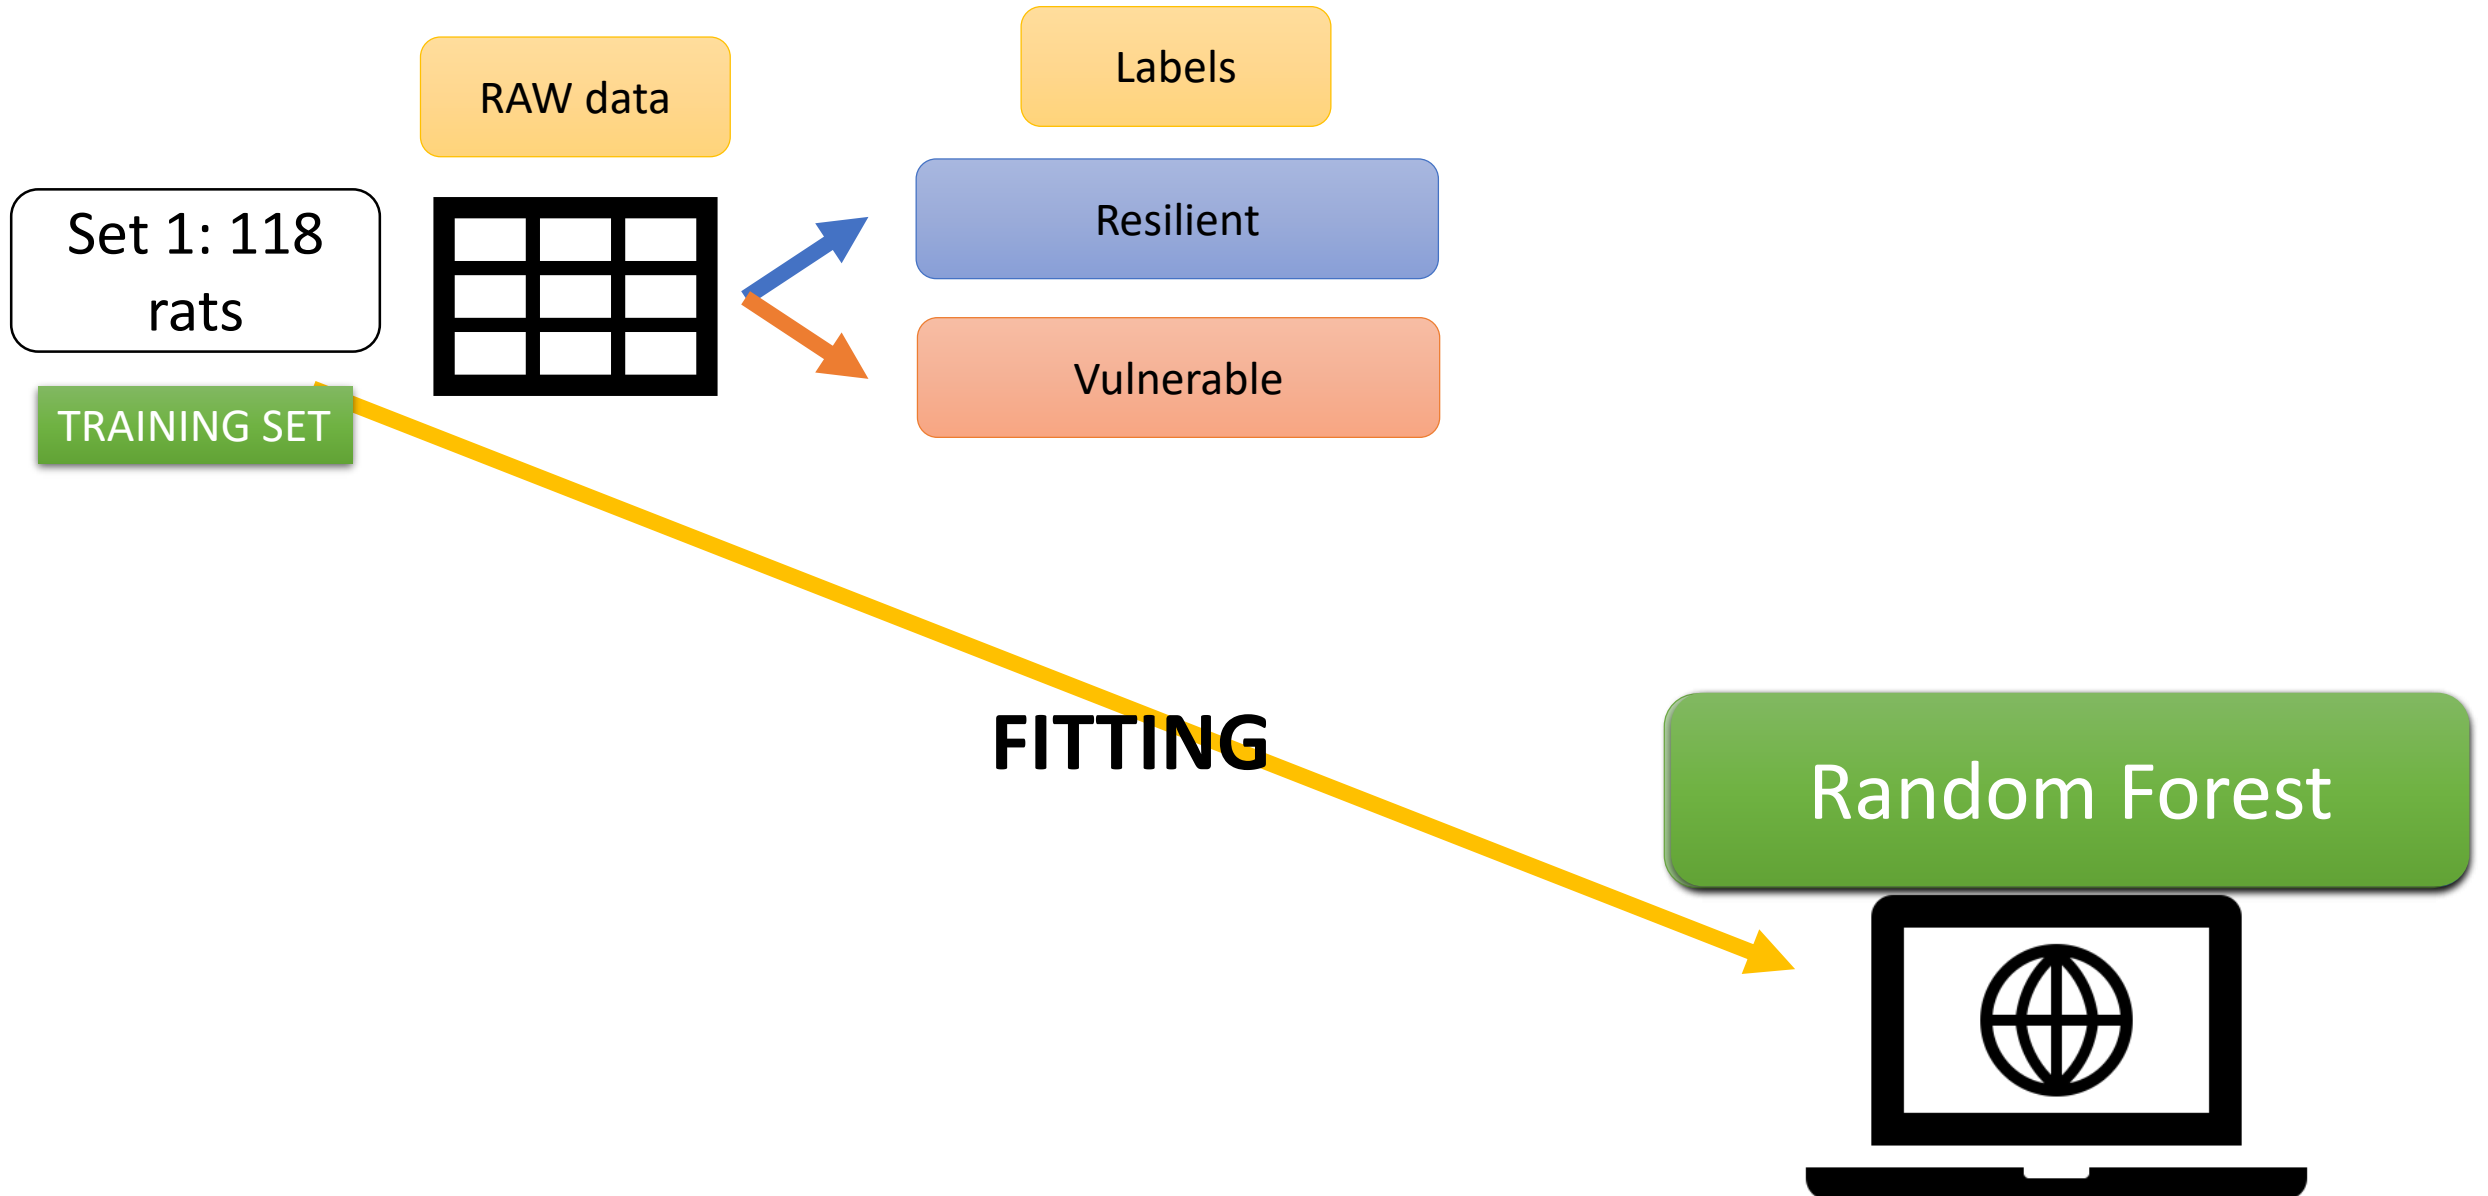 RAW data
Labels
Set 1: 118
rats
Resilient
Vulnerable
TRAINING SET
FITTING
Random Forest